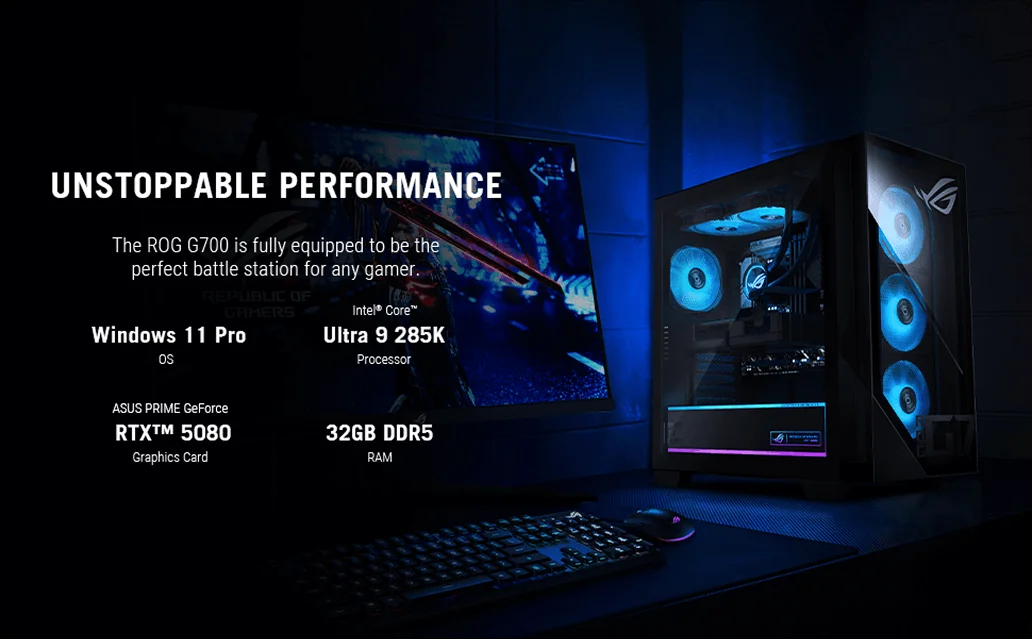 UNSTOPPABLE PERFORMANCE
The ROG G700 is fully equipped to be the
perfect battle station for any gamer.
REPUBLIC OF
GAMERS
Windows 11 Pro
OS
Intel® Core™
Ultra 9 285K
Processor
ASUS PRIME GeForce
RTX™ 5080
Graphics Card
32GB DDR5
RAM